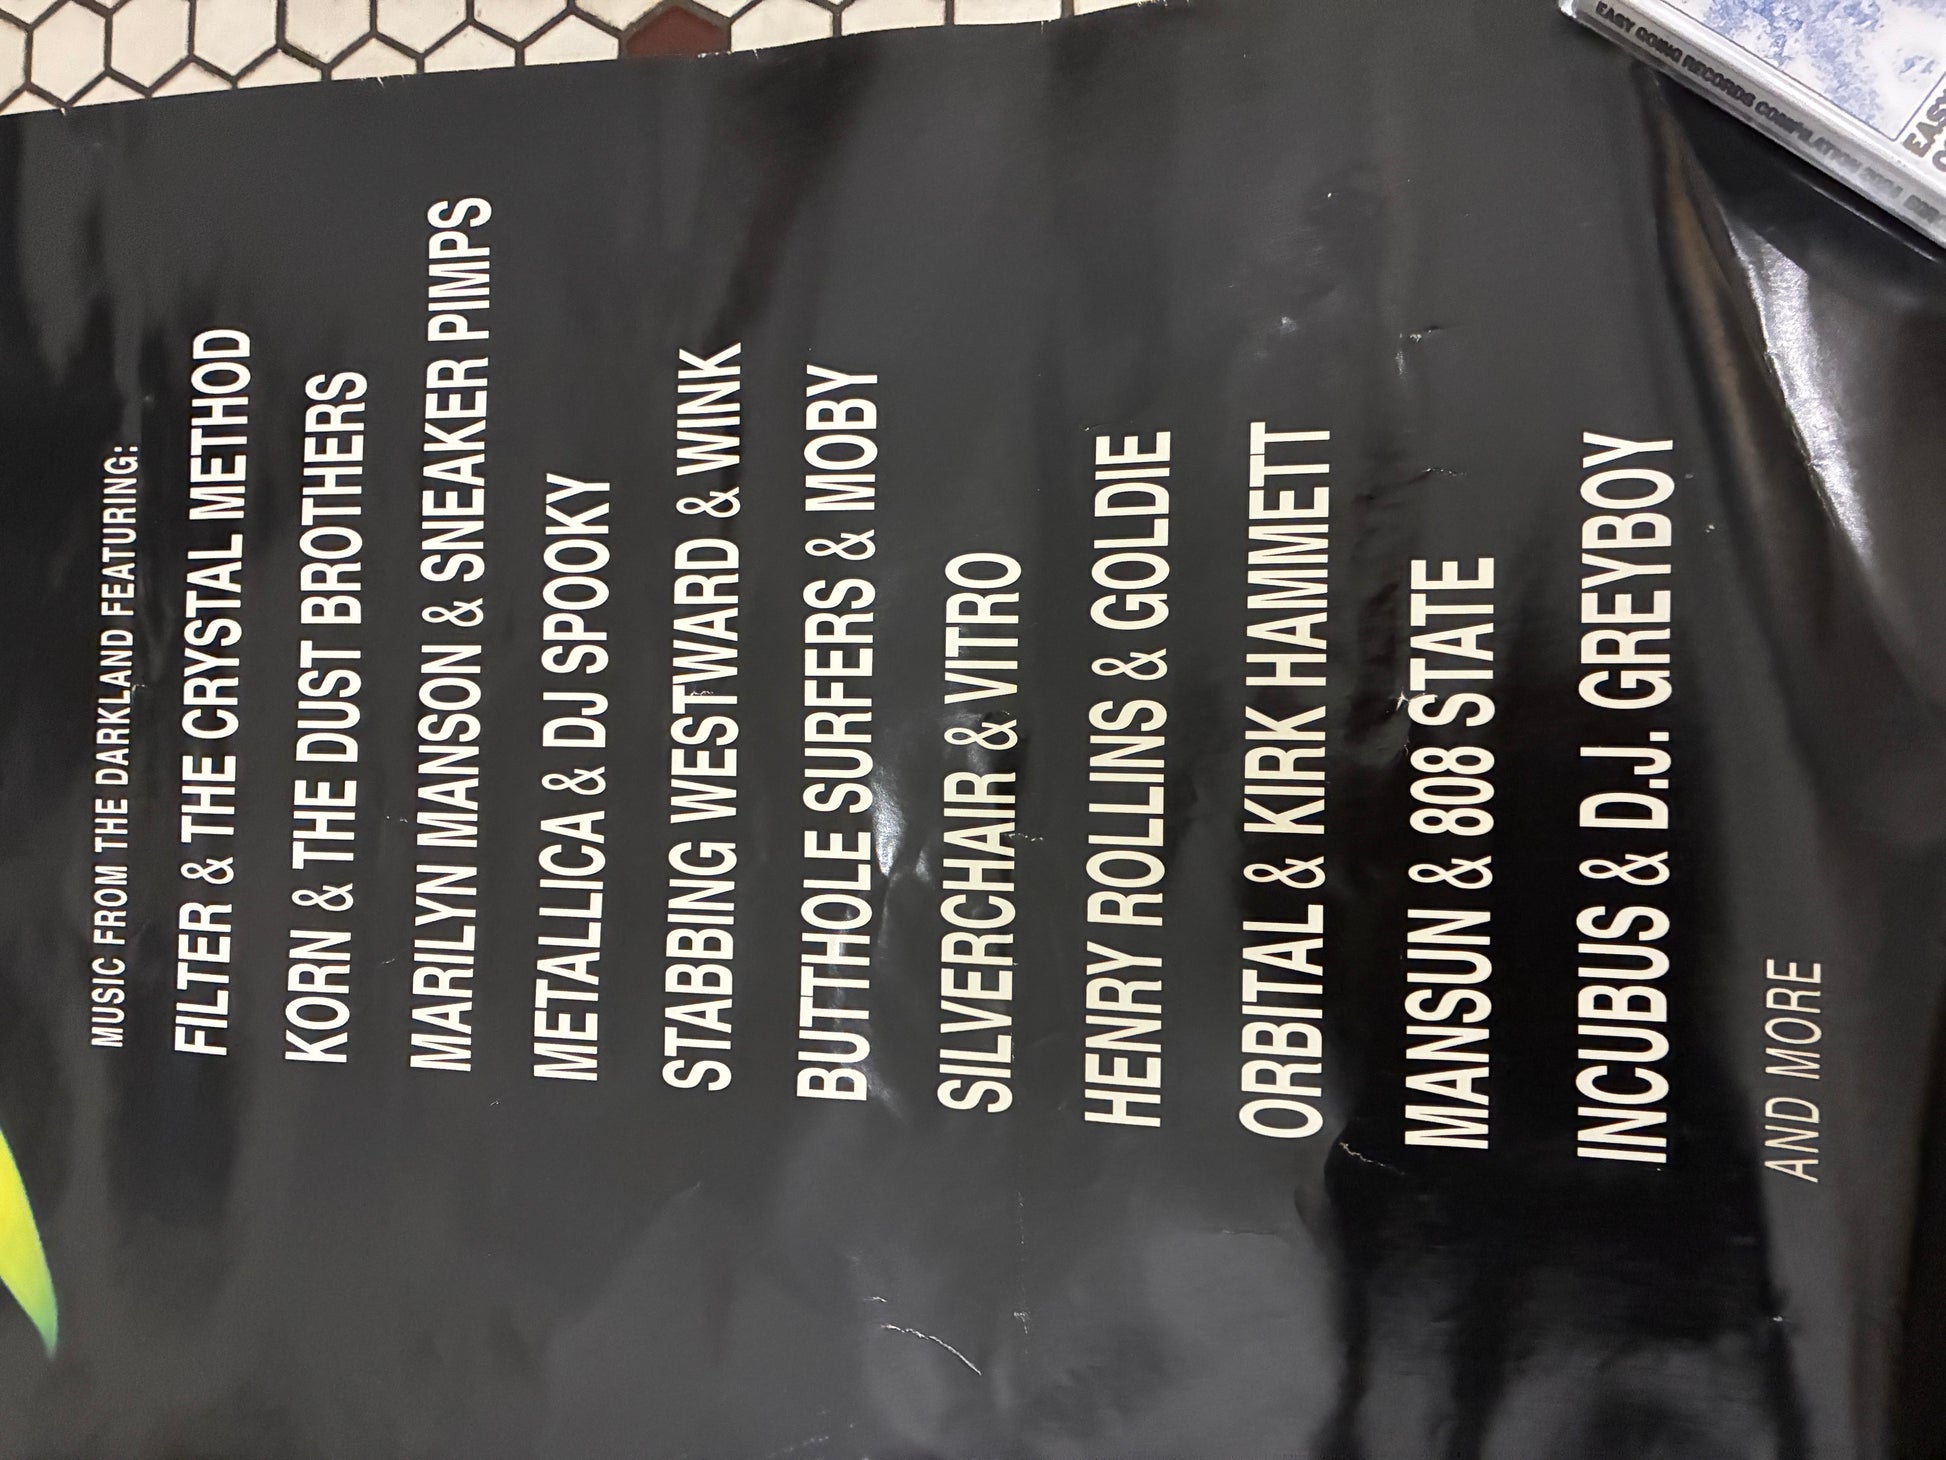 MUSIC FROM THE DARKLAND FEATURING:
FILTER & THE CRYSTAL METHOD
KORN & THE DUST BROTHERS
MARILYN MANSON & SNEAKER PIMPS
METALLICA & DJ SPOOKY
STABBING WESTWARD & WINK
BUTTHOLE SURFERS & MOBY
SILVERCHAIR & VITRO
HENRY ROLLINS & GOLDIE
ORBITAL & KIRK HAMMETT
MANSUN & 808 STATE
INCUBUS & D.J. GREYBOY
AND MORE
EASY GOING RECORDS COMPILATION